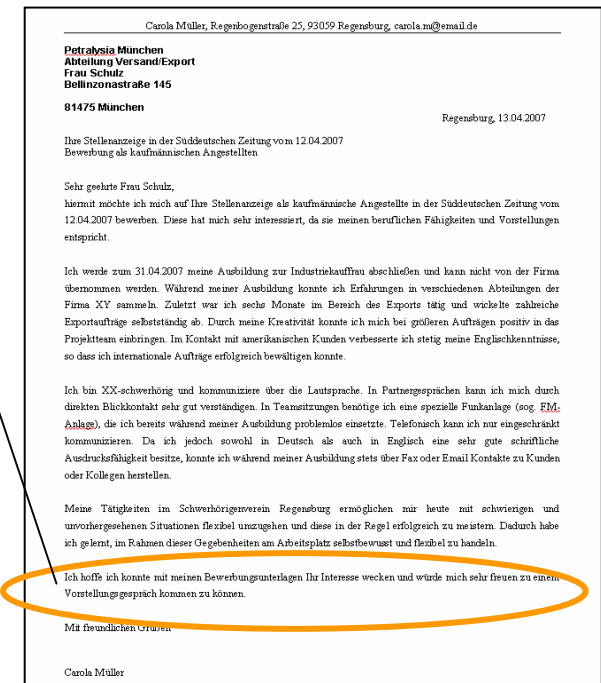 Carola Müller, Regenbogenstraße 25, 93059 Regensburg, carola.m@email.de
Petralysia München
Abteilung Versand/Export
Frau Schulz
Bellinzonastraße 145
81475 München
Regensburg, 13.04.2007
Ihre Stellenanzeige in der Süddeutschen Zeitung vom 12.04.2007
Bewerbung als kaufmännischen Angestellten
Sehr geehrte Frau Schulz,
hiermit möchte ich mich auf Ihre Stellenanzeige als kaufmännische Angestellte in der Süddeutschen Zeitung vom
12.04.2007 bewerben. Diese hat mich sehr interessiert, da sie meinen beruflichen Fähigkeiten und Vorstellungen
entspricht.
Ich werde zum 31.04.2007 meine Ausbildung zur Industriekauffrau abschließen und kann nicht von der Firma
übernommen werden. Während meiner Ausbildung konnte ich Erfahrungen in verschiedenen Abteilungen der
Firma XY sammeln. Zuletzt war ich sechs Monate im Bereich des Exports tätig und wickelte zahlreiche
Exportaufträge selbstständig ab. Durch meine Kreativität konnte ich mich bei größeren Aufträgen positiv in das
Projektteam einbringen. Im Kontakt mit amerikanischen Kunden verbesserte ich stetig meine Englischkenntnisse,
so dass ich internationale Aufträge erfolgreich bewältigen konnte.
Ich bin XX-schwerhörig und kommuniziere über die Lautsprache. In Partnergesprächen kann ich mich durch
direkten Blickkontakt sehr gut verständigen. In Teamsitzungen benötige ich eine spezielle Funkanlage (sog. FM-
Anlage), die ich bereits während meiner Ausbildung problemlos einsetzte. Telefonisch kann ich nur eingeschränkt
kommunizieren. Da ich jedoch sowohl in Deutsch als auch in Englisch eine sehr gute schriftliche
Ausdrucksfähigkeit besitze, konnte ich während meiner Ausbildung stets über Fax oder Email Kontakte zu Kunden
oder Kollegen herstellen.
Meine Tätigkeiten im Schwerhörigenverein Regensburg ermöglichen mir heute mit schwierigen und
unvorhergesehenen Situationen flexibel umzugehen und diese in der Regel erfolgreich zu meistern. Dadurch habe
ich gelernt, im Rahmen dieser Gegebenheiten am Arbeitsplatz selbstbewusst und flexibel zu handeln.
Ich hoffe ich konnte mit meinen Bewerbungsunterlagen Ihr Interesse wecken und würde mich sehr freuen zu einem
Vorstellungsgespräch kommen zu können.
Mit freundlichen Grüßen
Carola Müller